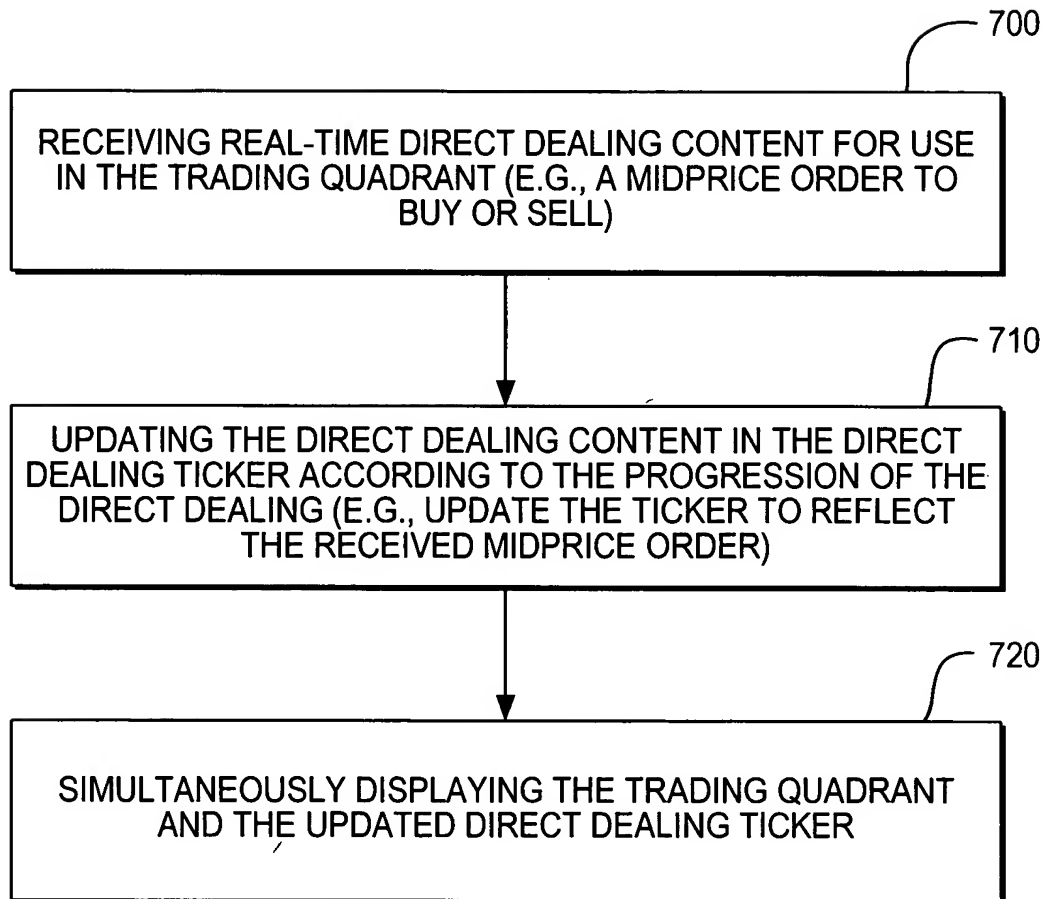 700
RECEIVING REAL-TIME DIRECT DEALING CONTENT FOR USE
IN THE TRADING QUADRANT (E.G., A MIDPRICE ORDER TO
BUY OR SELL)
710
UPDATING THE DIRECT DEALING CONTENT IN THE DIRECT
DEALING TICKER ACCORDING TO THE PROGRESSION OF THE
DIRECT DEALING (E.G., UPDATE THE TICKER TO REFLECT
THE RECEIVED MIDPRICE ORDER)
720
SIMULTANEOUSLY DISPLAYING THE TRADING QUADRANT
AND THE UPDATED DIRECT DEALING TICKER